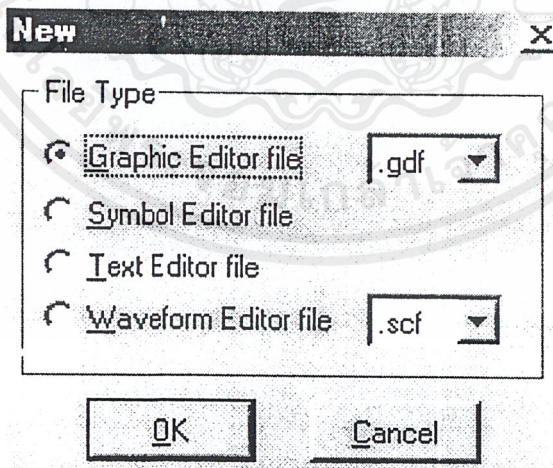 New
File Type
Graphic Editor file .gdf
Symbol Editor file
Text Editor file
Waveform Editor file .scf
OK Cancel